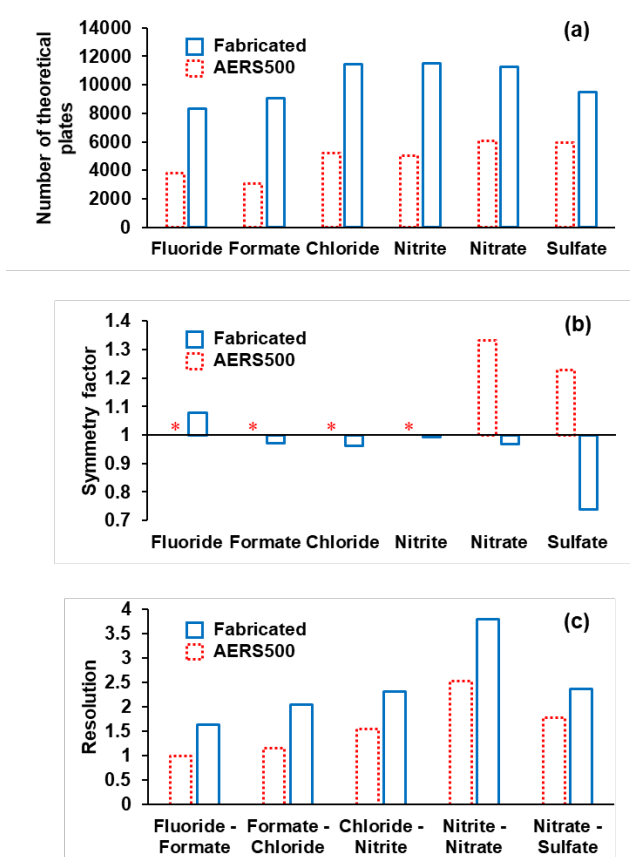 (a)
Fabricated
AERS500
Number of theoretical
plates
14000
12000
10000
8000
6000
4000
2000
0
Fluoride Formate Chloride Nitrite Nitrate Sulfate
(b)
Fabricated
AERS500
Symmetry factor
1.4
1.3
1.2
1.1
1
0.9
0.8
0.7
* * * *
Fluoride Formate Chloride Nitrite Nitrate Sulfate
(c)
Fabricated
AERS500
Resolution
4
3.5
3
2.5
2
1.5
1
0.5
0
Fluoride - Formate - Chloride - Nitrite - Nitrate -
Formate Chloride Nitrite Nitrate Sulfate